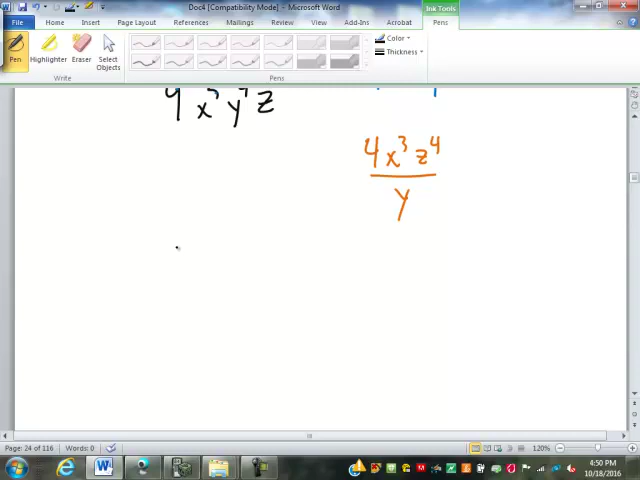 Doc4 [Compatibility Mode] - Microsoft Word
Ink Tools
File Home Insert Page Layout References Mailings Review View Add-Ins Acrobat Pens
Pen Highlighter Eraser Select Objects
Color
Thickness
Write Pens
y z
4x³z⁴
y
Page: 24 of 116 Words: 0 120%
4:50 PM
10/18/2016